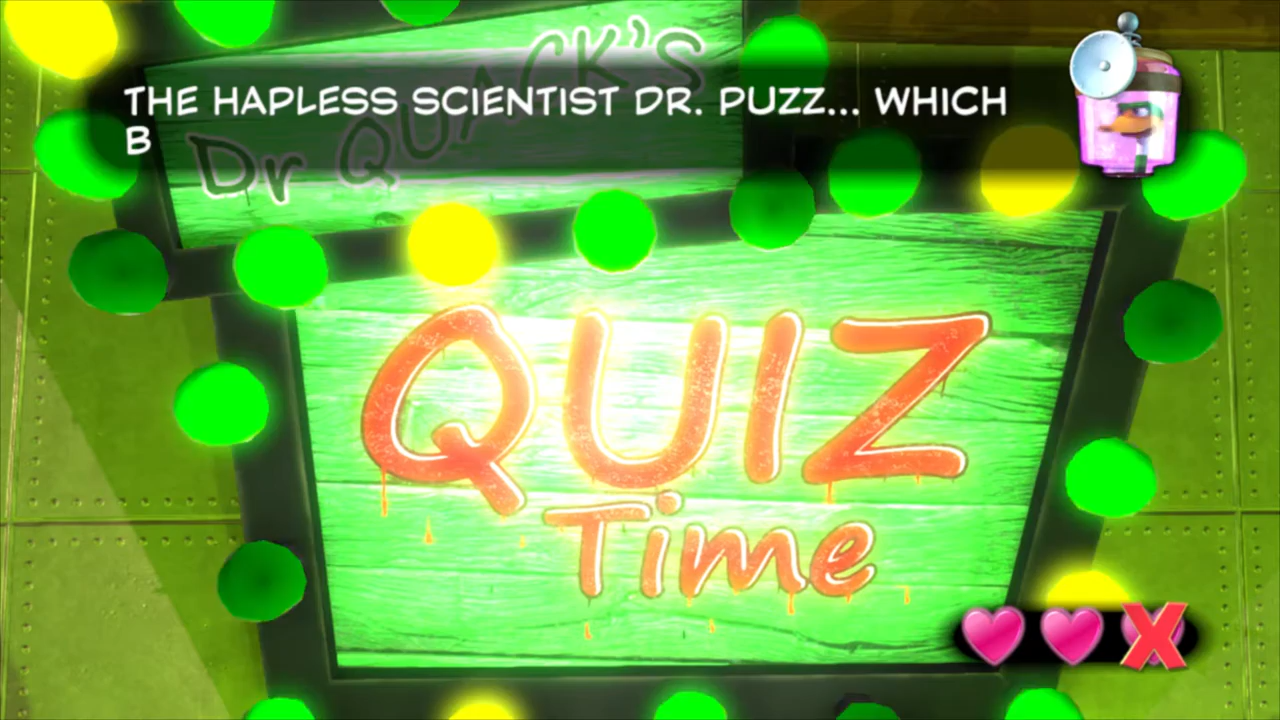 THE HAPLESS SCIENTIST DR. PUZZ... WHICH
B
Dr QUACK'S
QUIZ
Time